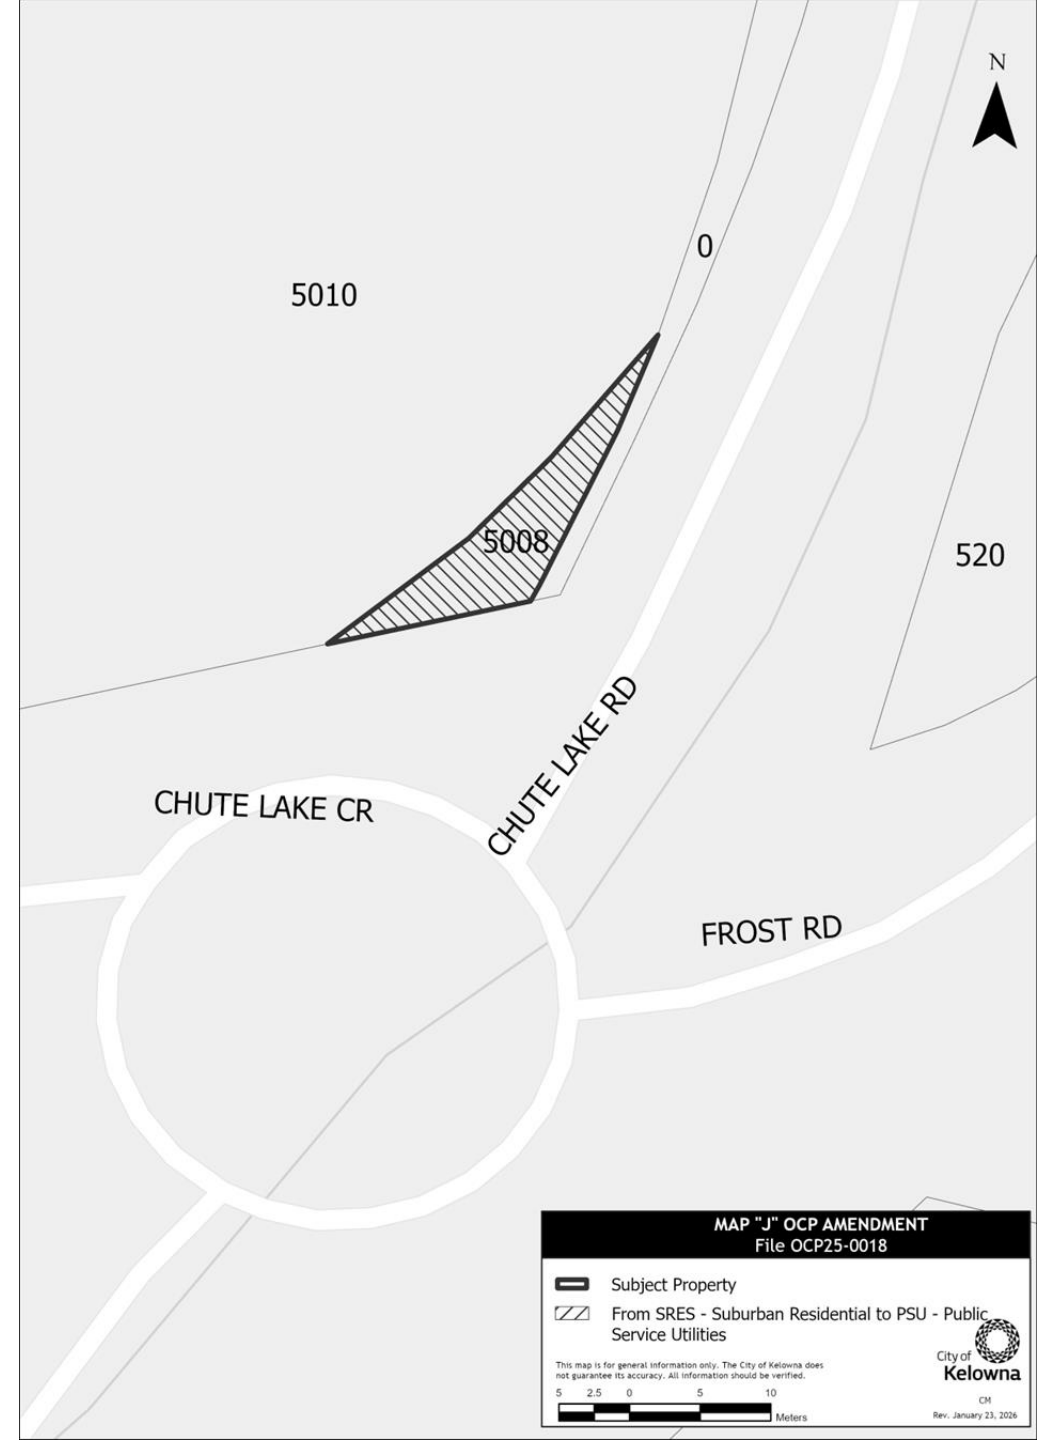 N
0
5010
5008
520
CHUTE LAKE RD
CHUTE LAKE CR
FROST RD
MAP "J" OCP AMENDMENT
File OCP25-0018
Subject Property
From SRES - Suburban Residential to PSU - Public
Service Utilities
This map is for general information only. The City of Kelowna does
not guarantee its accuracy. All information should be verified.
City of
Kelowna
5 2.5 0 5 10
Meters
CM
Rev. January 23, 2026